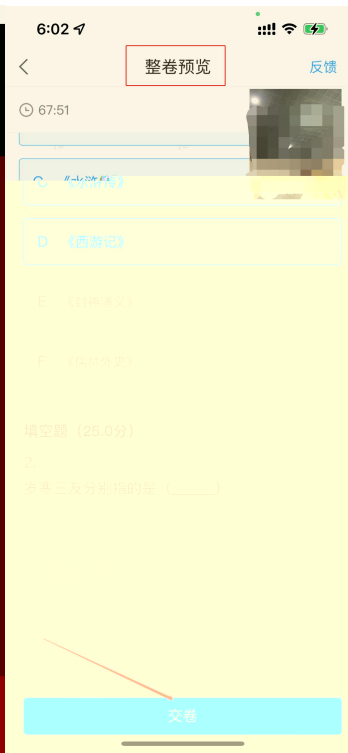 6:02
整卷预览
反馈
67:51
C 《水浒传》
D 《西游记》
E 《封神演义》
F 《儒林外史》
填空题（25.0分）
2
岁寒三友分别指的是（______）
交卷